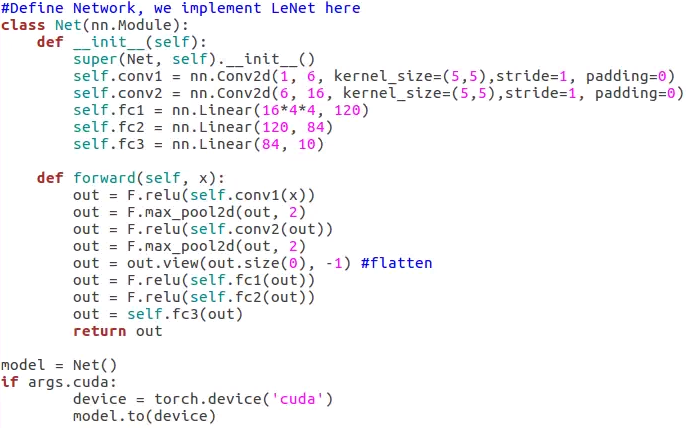 #Define Network, we implement LeNet here
class Net(nn.Module):
    def __init__(self):
        super(Net, self).__init__()
        self.conv1 = nn.Conv2d(1, 6, kernel_size=(5,5),stride=1, padding=0)
        self.conv2 = nn.Conv2d(6, 16, kernel_size=(5,5),stride=1, padding=0)
        self.fc1 = nn.Linear(16*4*4, 120)
        self.fc2 = nn.Linear(120, 84)
        self.fc3 = nn.Linear(84, 10)

    def forward(self, x):
        out = F.relu(self.conv1(x))
        out = F.max_pool2d(out, 2)
        out = F.relu(self.conv2(out))
        out = F.max_pool2d(out, 2)
        out = out.view(out.size(0), -1) #flatten
        out = F.relu(self.fc1(out))
        out = F.relu(self.fc2(out))
        out = self.fc3(out)
        return out

model = Net()
if args.cuda:
        device = torch.device('cuda')
        model.to(device)